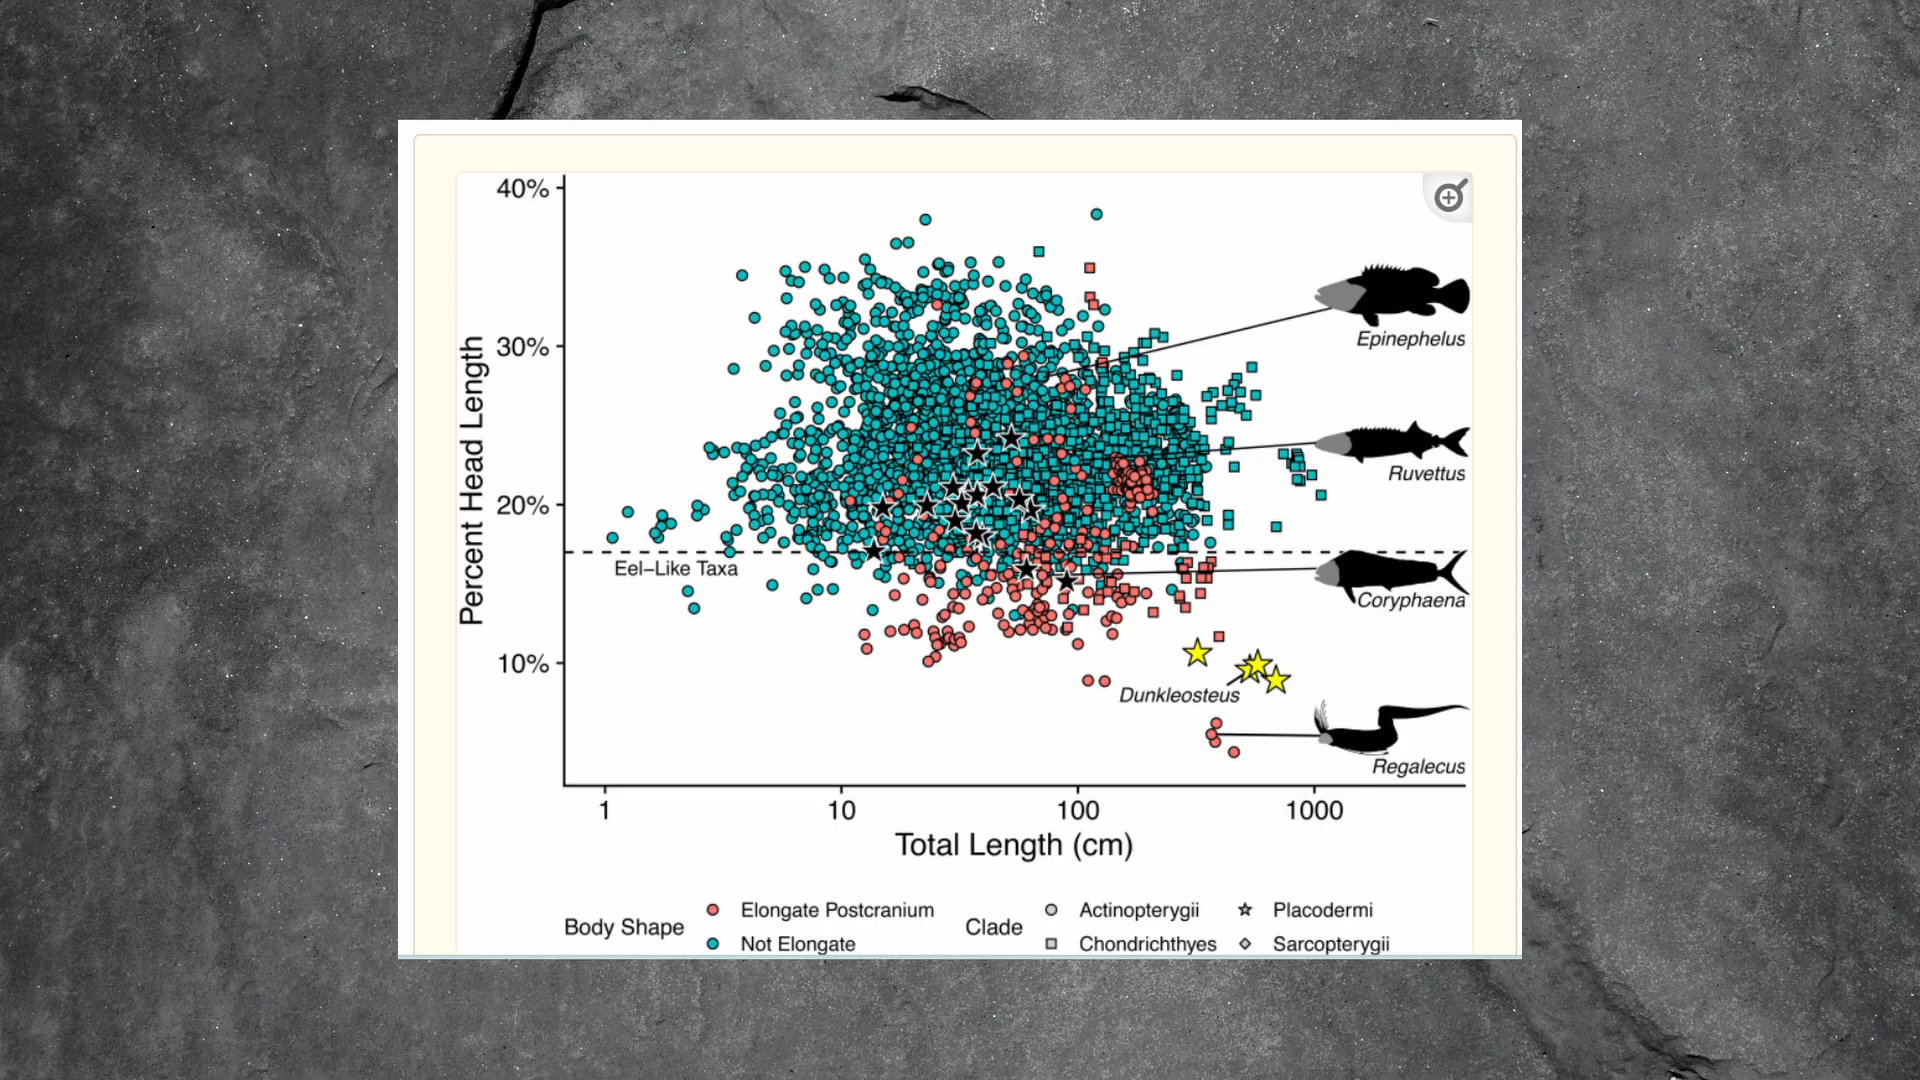 40%
30%
20%
10%
Percent Head Length
Epinephelus
Ruvettus
Eel–Like Taxa
Coryphaena
Dunkleosteus
Regalecus
1 10 100 1000
Total Length (cm)
Body Shape
Elongate Postcranium
Not Elongate
Clade
Actinopterygii
Chondrichthyes
Placodermi
Sarcopterygii